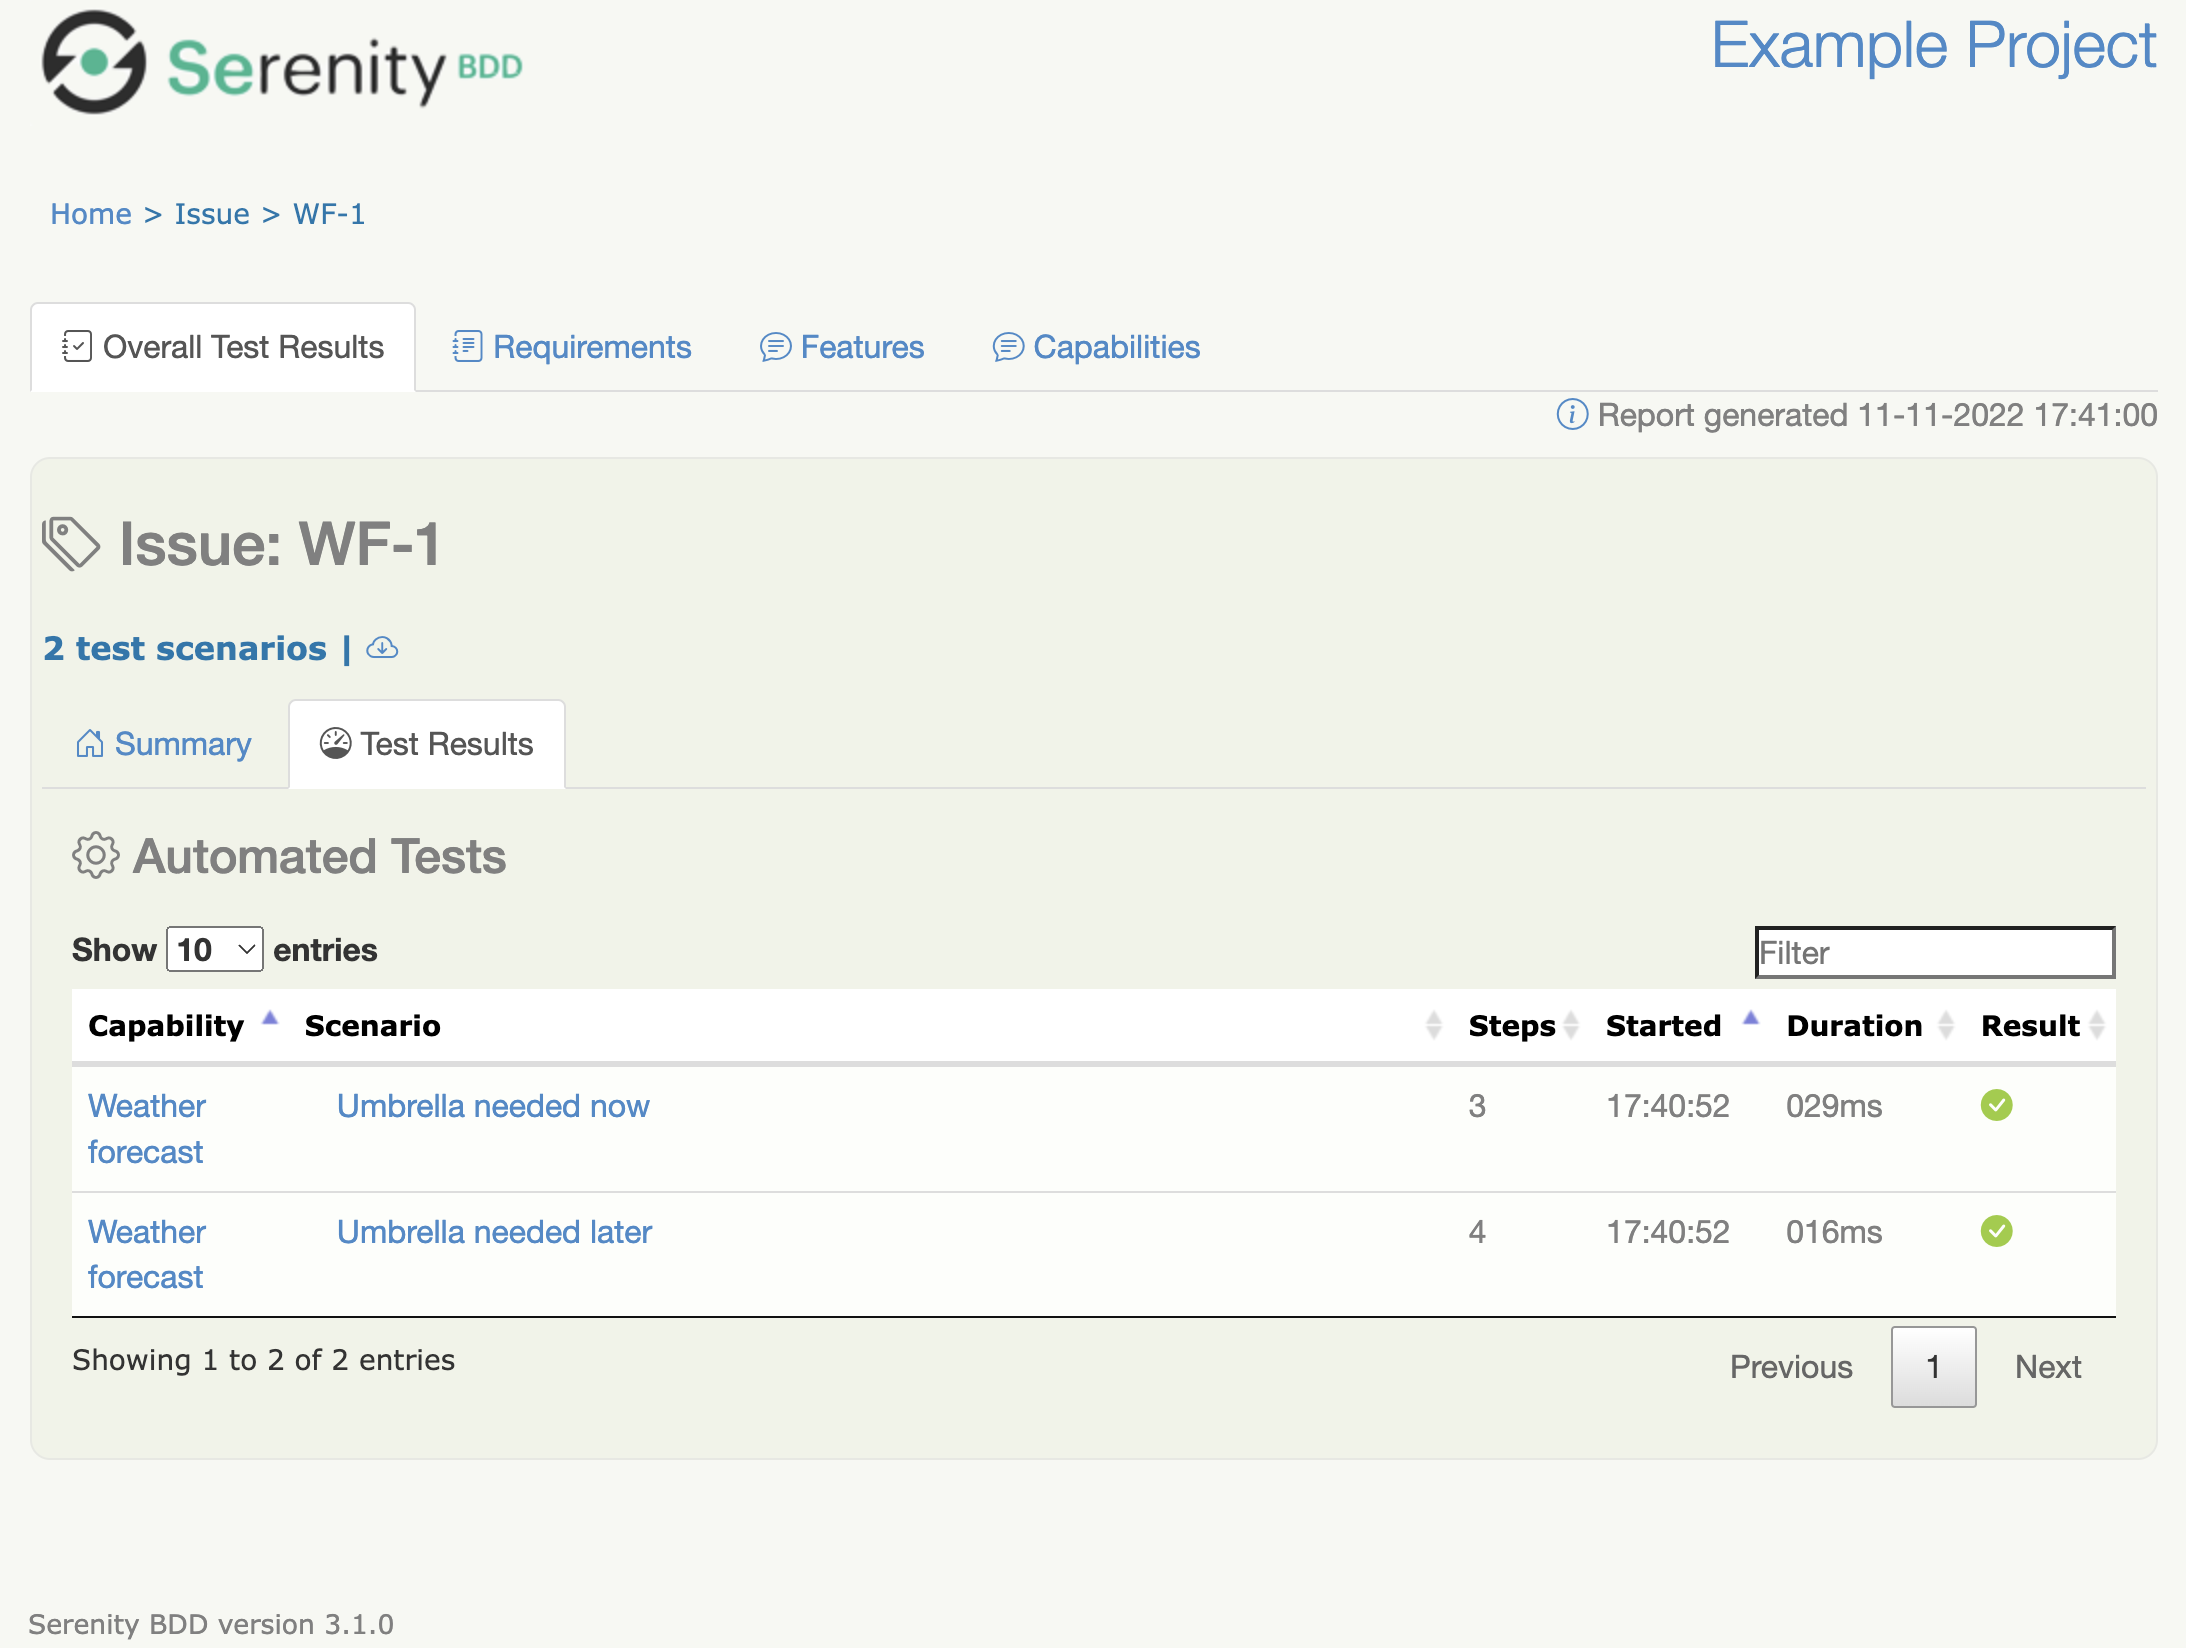 Serenity BDD
Example Project
Home > Issue > WF-1
Overall Test Results Requirements Features Capabilities
Report generated 11-11-2022 17:41:00
Issue: WF-1
2 test scenarios |
Summary Test Results
Automated Tests
Show 10 entries Filter
Capability Scenario Steps Started Duration Result
Weather Umbrella needed now 3 17:40:52 029ms
forecast
Weather Umbrella needed later 4 17:40:52 016ms
forecast
Showing 1 to 2 of 2 entries
Previous 1 Next
Serenity BDD version 3.1.0